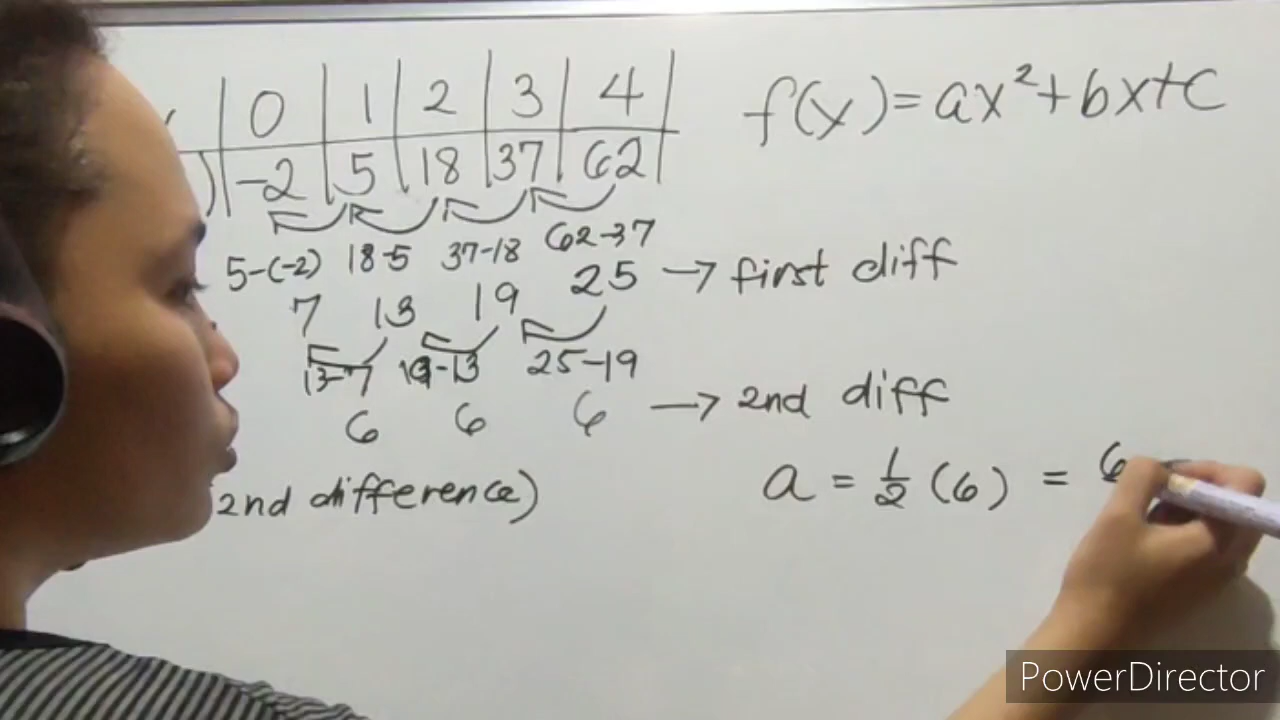 0 1 2 3 4 f(x) = ax²+bx+c
) -2 5 18 37 62
5-(-2) 18-5 37-18 62-37
7 13 19 25 → first diff
13-7 19-13 25-19
6 6 6 → 2nd diff
2nd difference) a = 1/2 (6) = 6
PowerDirector